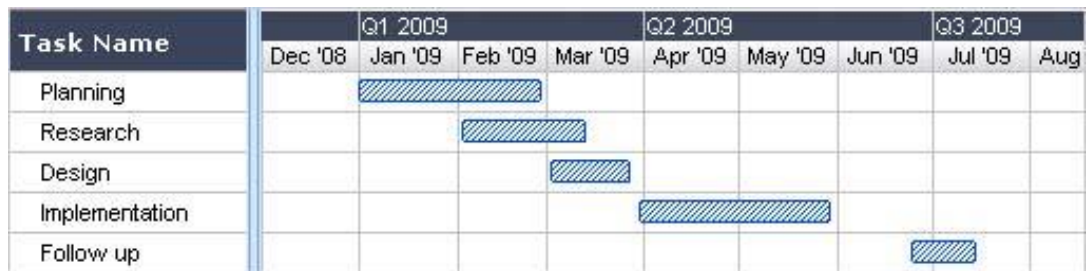 Task Name
Q1 2009 Q2 2009 Q3 2009
Dec '08 Jan '09 Feb '09 Mar '09 Apr '09 May '09 Jun '09 Jul '09 Aug
Planning
Research
Design
Implementation
Follow up